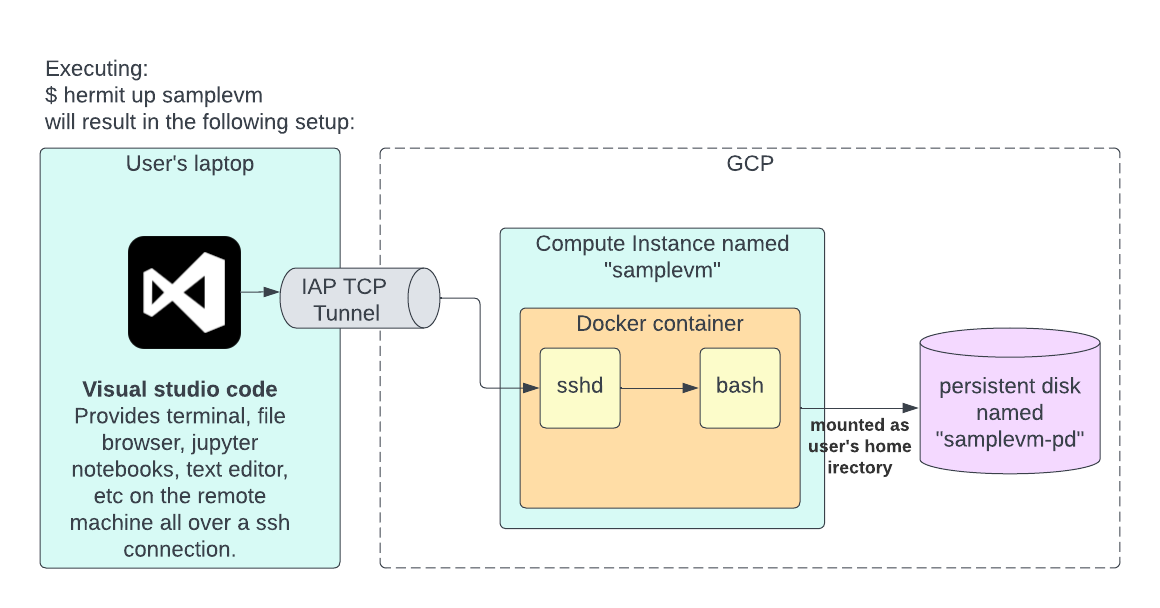 Executing:
$ hermit up samplevm
will result in the following setup:
User's laptop
GCP
Compute Instance named
"samplevm"
IAP TCP
Tunnel
Docker container
sshd
bash
persistent disk
named
"samplevm-pd"
mounted as
user's home
irectory
Visual studio code
Provides terminal, file
browser, jupyter
notebooks, text editor,
etc on the remote
machine all over a ssh
connection.